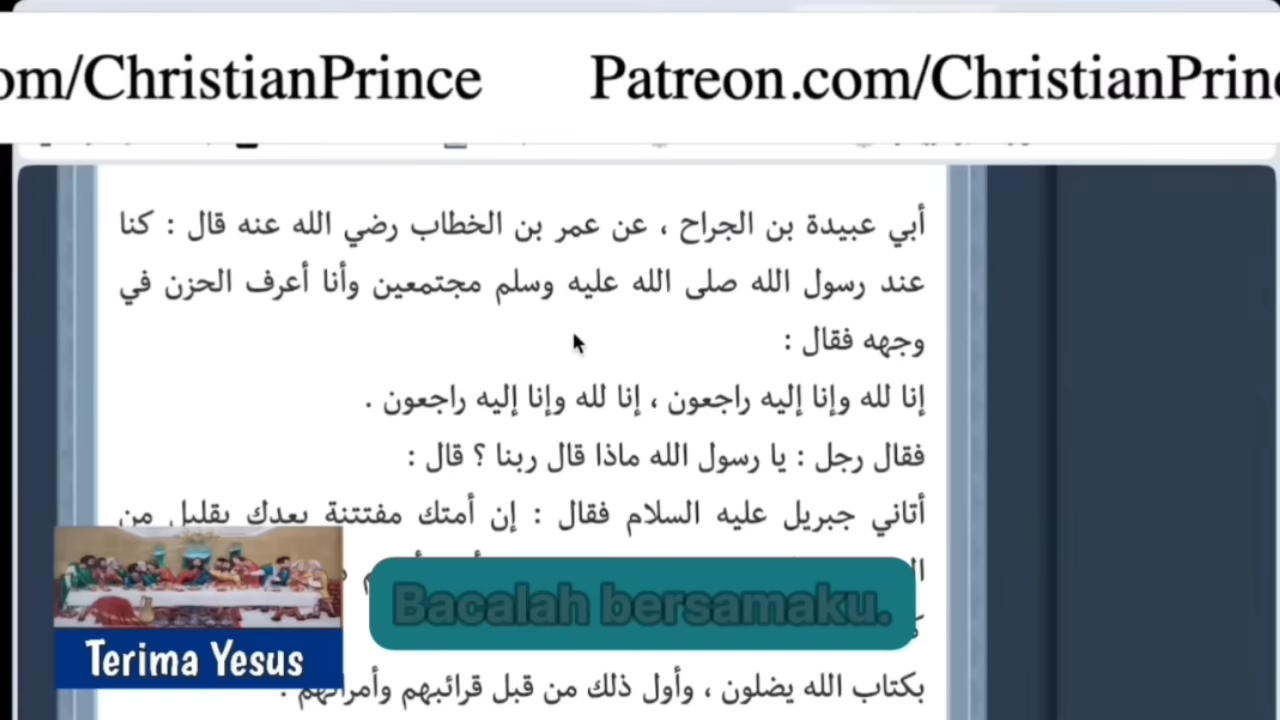 om/ChristianPrince Patreon.com/ChristianPrin
أبي عبيدة بن الجراح ، عن عمر بن الخطاب رضي الله عنه قال : كنا
عند رسول الله صلى الله عليه وسلم مجتمعين وأنا أعرف الحزن في
وجهه فقال :
إنا لله وإنا إليه راجعون ، إنا لله وإنا إليه راجعون .
فقال رجل : يا رسول الله ماذا قال ربنا ؟ قال :
أتاني جبريل عليه السلام فقال : إن أمتك مفتتنة بعدك بقليل من
Bacalah bersamaku.
Terima Yesus
بكتاب الله يضلون ، وأول ذلك من قبل قرائهم وأمرائهم .